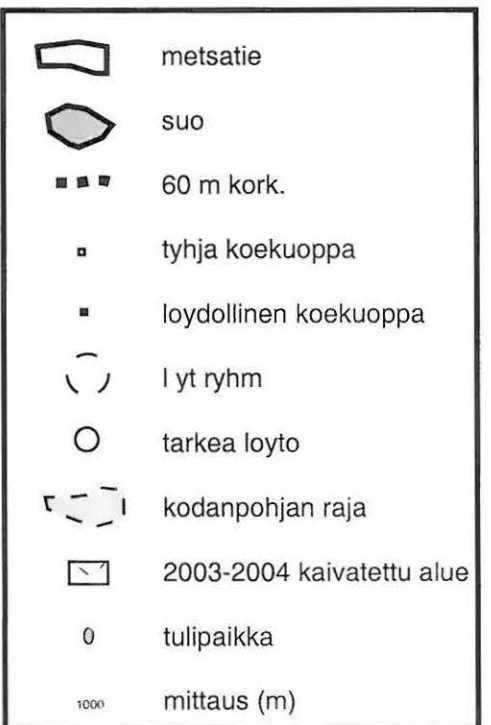 metsatie
suo
60 m kork.
tyhja koekuoppa
loydollinen koekuoppa
l yt ryhm
tarkea loyto
kodanpohjan raja
2003-2004 kaivatettu alue
tulipaikka
1000 mittaus (m)